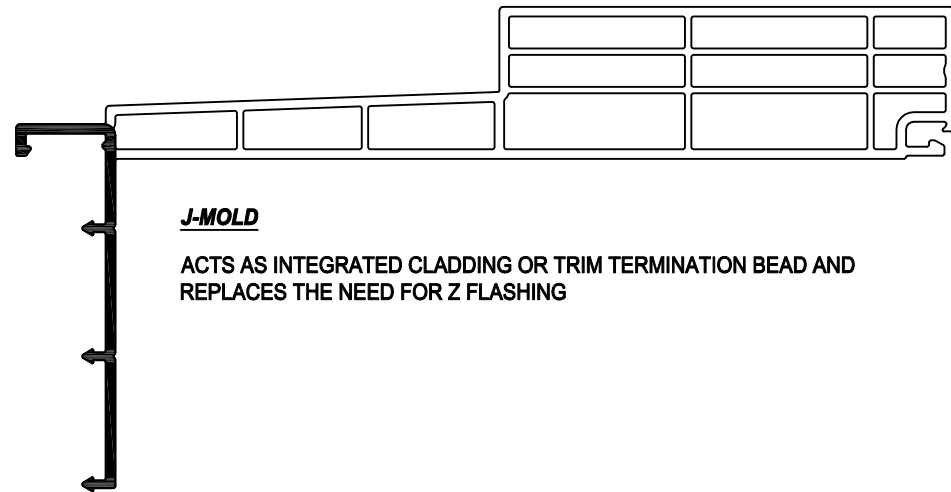 J-MOLD
ACTS AS INTEGRATED CLADDING OR TRIM TERMINATION BEAD AND
REPLACES THE NEED FOR Z FLASHING